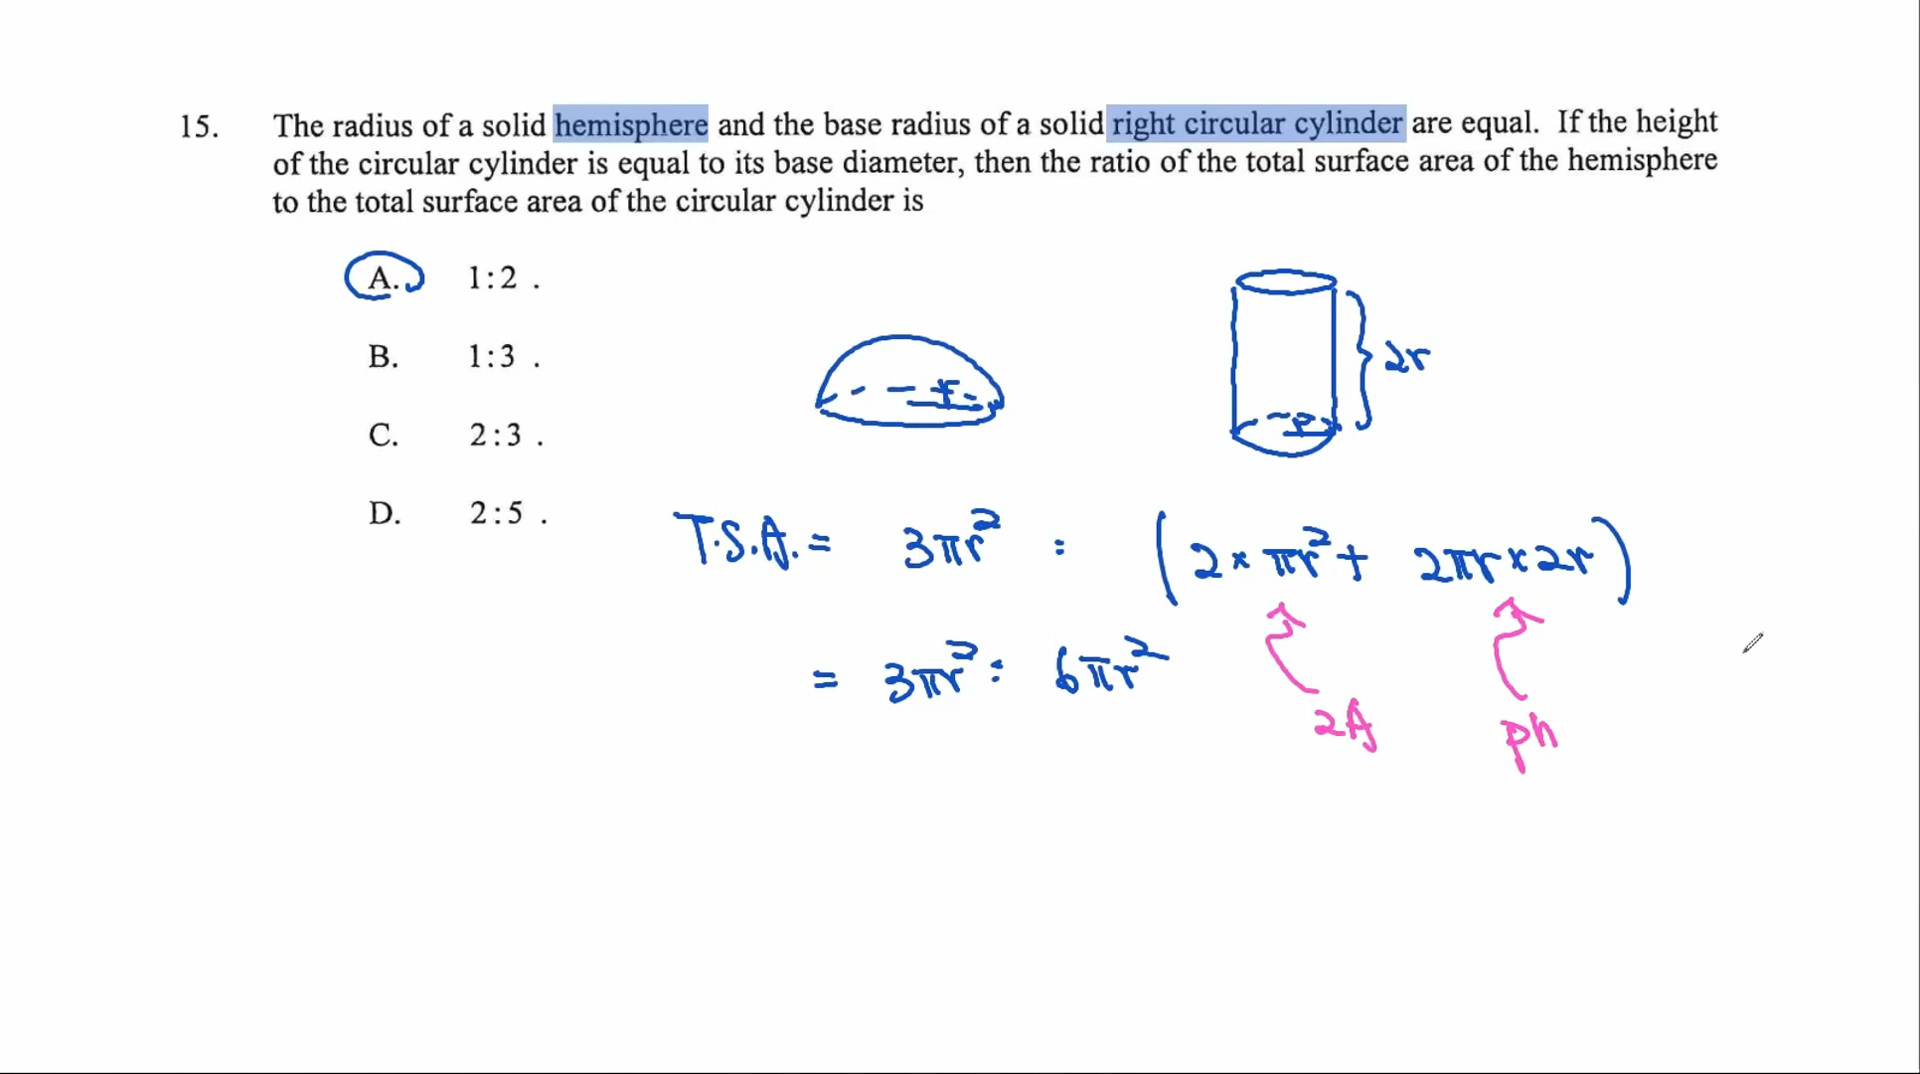 15. The radius of a solid hemisphere and the base radius of a solid right circular cylinder are equal. If the height
of the circular cylinder is equal to its base diameter, then the ratio of the total surface area of the hemisphere
to the total surface area of the circular cylinder is
A. 1:2 .
B. 1:3 .
C. 2:3 .
D. 2:5 .
r
2r
r
T.S.A. = 3πr² : (2 × πr² + 2πr × 2r)
= 3πr² : 6πr²
2A
ph